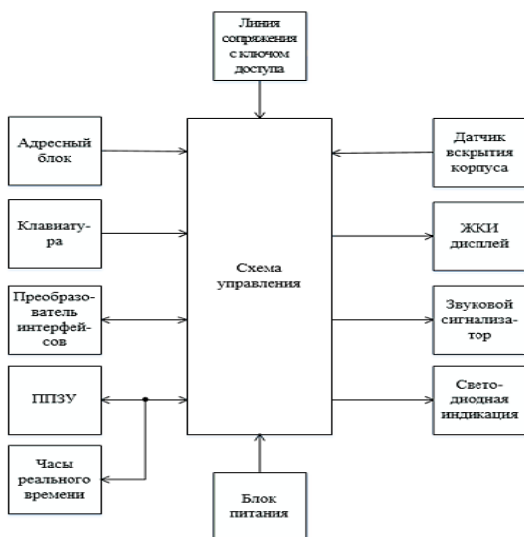 Линия
сопряжения
с ключом
доступа
Адресный
блок
Датчик
вскрытия
корпуса
Клавиату-
ра
ЖКИ
дисплей
Схема
управления
Преобразо-
ватель
интерфей-
сов
Звуковой
сигнализа-
тор
ППЗУ
Свето-
диодная
индикация
Часы
реального
времени
Блок
питания